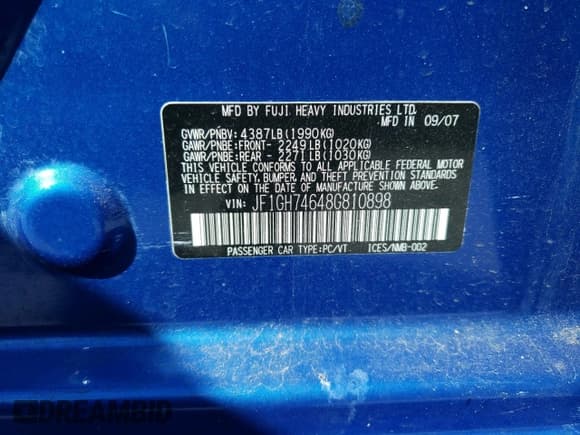 MFD BY FUJI HEAVY INDUSTRIES LTD.
MFD IN 09/07
GVWR/PNBV: 4387LB(1990KG)
GAWR/PNBE:FRONT- 2249LB(1020KG)
GAWR/PNBE:REAR - 2271LB(1030KG)
THIS VEHICLE CONFORMS TO ALL APPLICABLE FEDERAL MOTOR
VEHICLE SAFETY, BUMPER, AND THEFT PREVENTION STANDARDS
IN EFFECT ON THE DATE OF MANUFACTURE SHOWN ABOVE.
VIN: JF1GH74648G810898
PASSENGER CAR TYPE:PC/VT ICES/NMB-002
DREAMBID